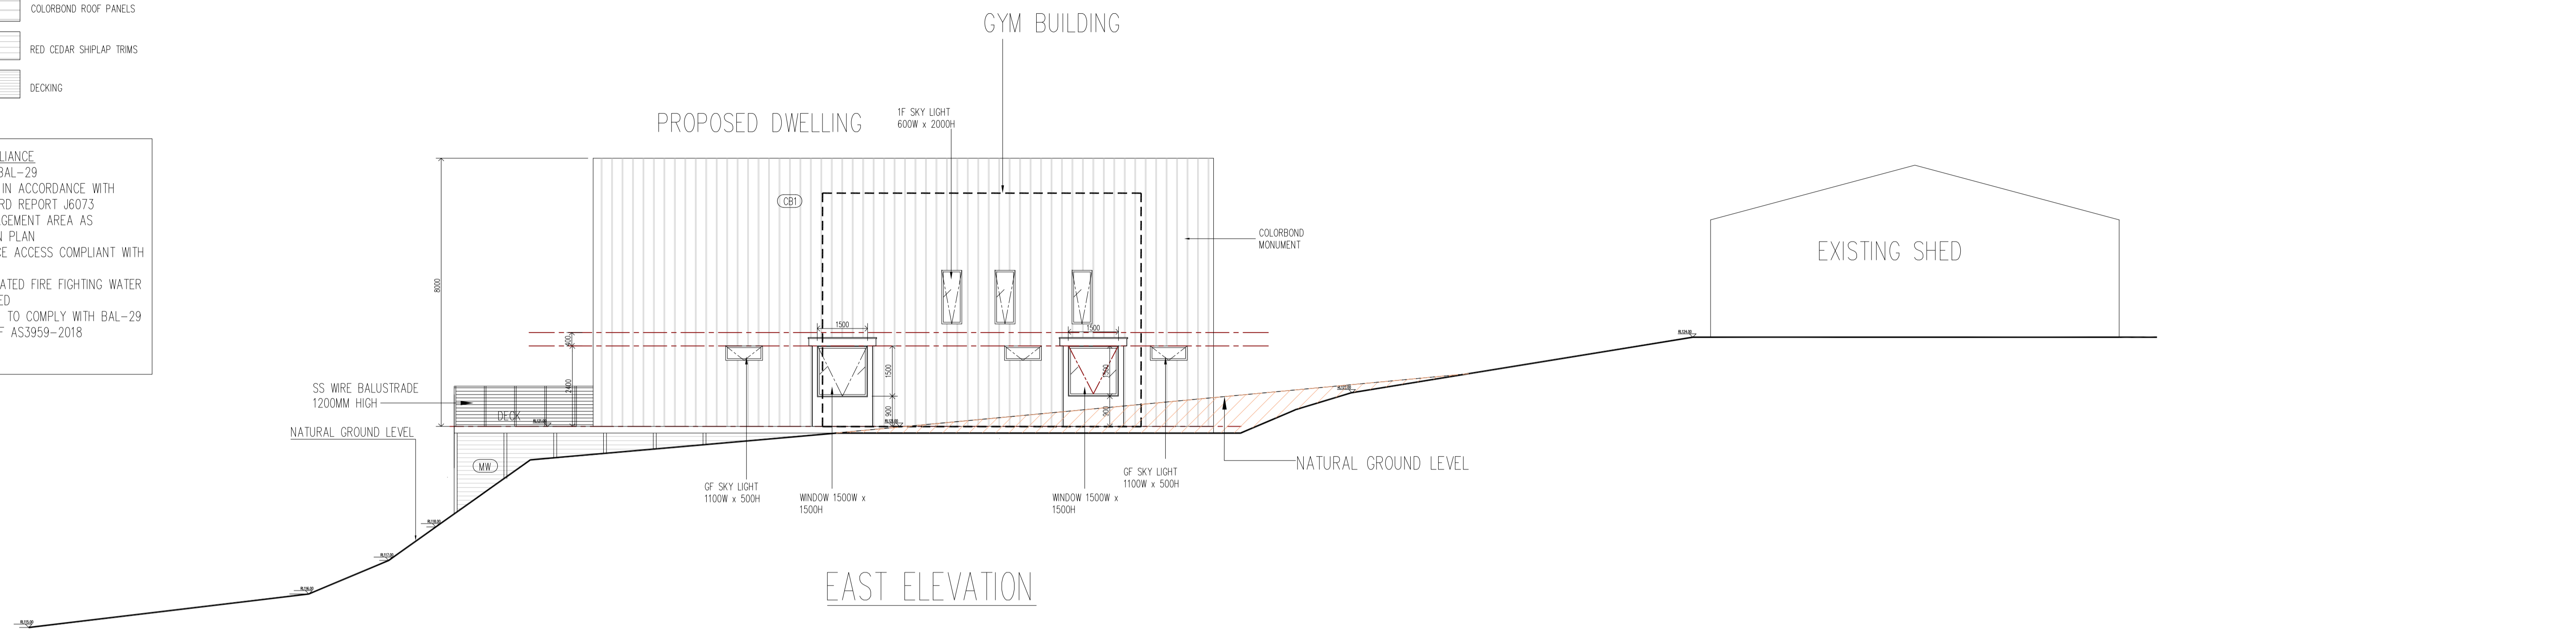 COLORBOND ROOF PANELS
RED CEDAR SHIPLAP TRIMS
DECKING
LIANCE
BAL-29
IN ACCORDANCE WITH
RD REPORT J6073
GEMENT AREA AS
N PLAN
CE ACCESS COMPLIANT WITH
ATED FIRE FIGHTING WATER
ED
TO COMPLY WITH BAL-29
F AS3959-2018
GYM BUILDING
PROPOSED DWELLING
1F SKY LIGHT
600W x 2000H
CB1
COLORBOND
MONUMENT
EXISTING SHED
8000
400
2400
1500
1500
1500
900
1500
900
SS WIRE BALUSTRADE
1200MM HIGH
DECK
NATURAL GROUND LEVEL
MW
GF SKY LIGHT
1100W x 500H
WINDOW 1500W x
1500H
WINDOW 1500W x
1500H
GF SKY LIGHT
1100W x 500H
NATURAL GROUND LEVEL
EAST ELEVATION